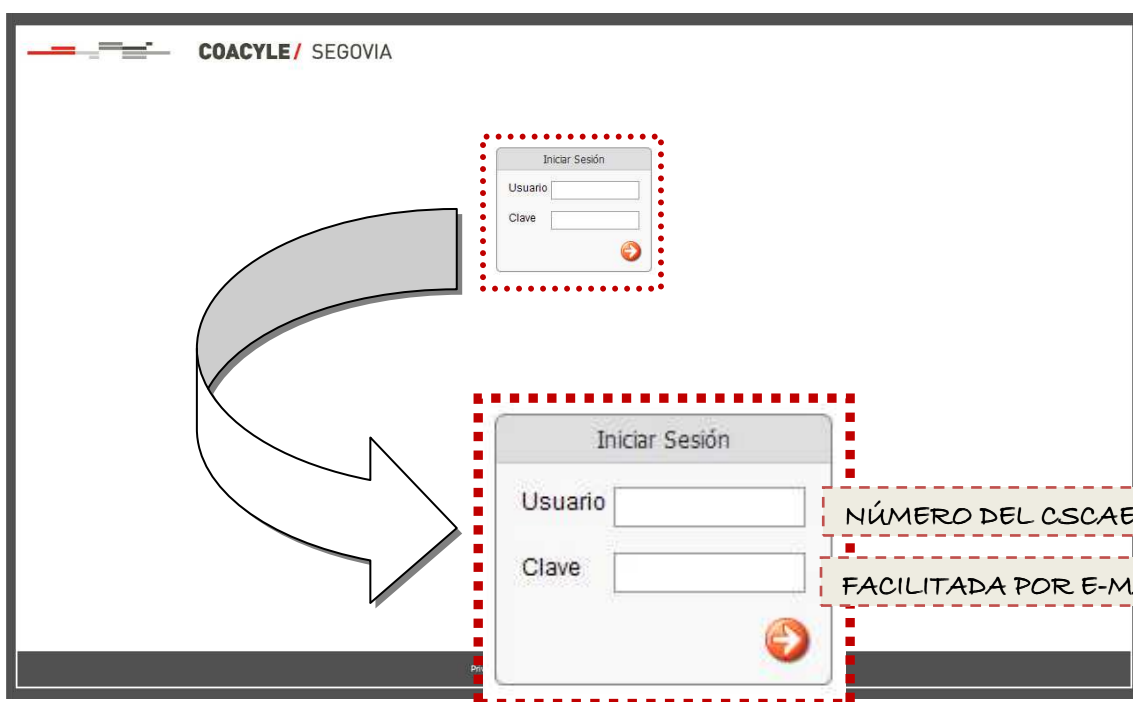 COACYLE/ SEGOVIA
Iniciar Sesión
Usuario
Clave
Iniciar Sesión
Usuario
NÚMERO DEL CSCAE
Clave
FACILITADA POR E-M